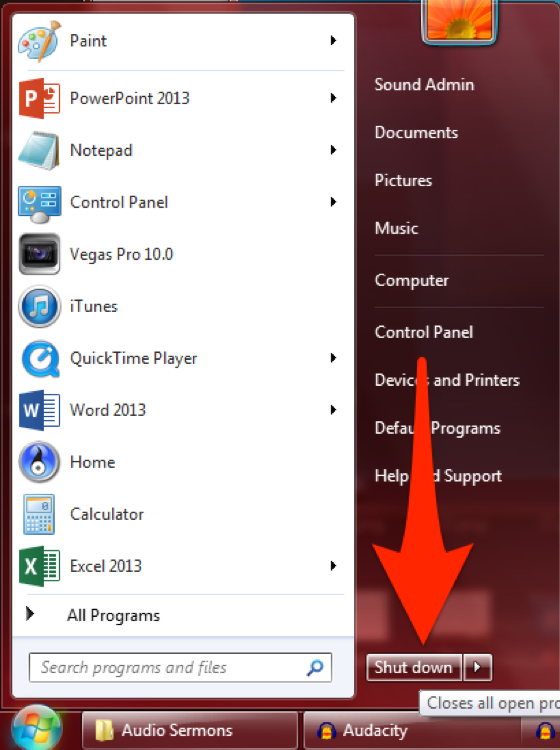 Paint
PowerPoint 2013
Notepad
Control Panel
Vegas Pro 10.0
iTunes
QuickTime Player
Word 2013
Home
Calculator
Excel 2013
All Programs
Search programs and files
Sound Admin
Documents
Pictures
Music
Computer
Control Panel
Devices and Printers
Default Programs
Help and Support
Shut down
Closes all open pro
Audio Sermons
Audacity